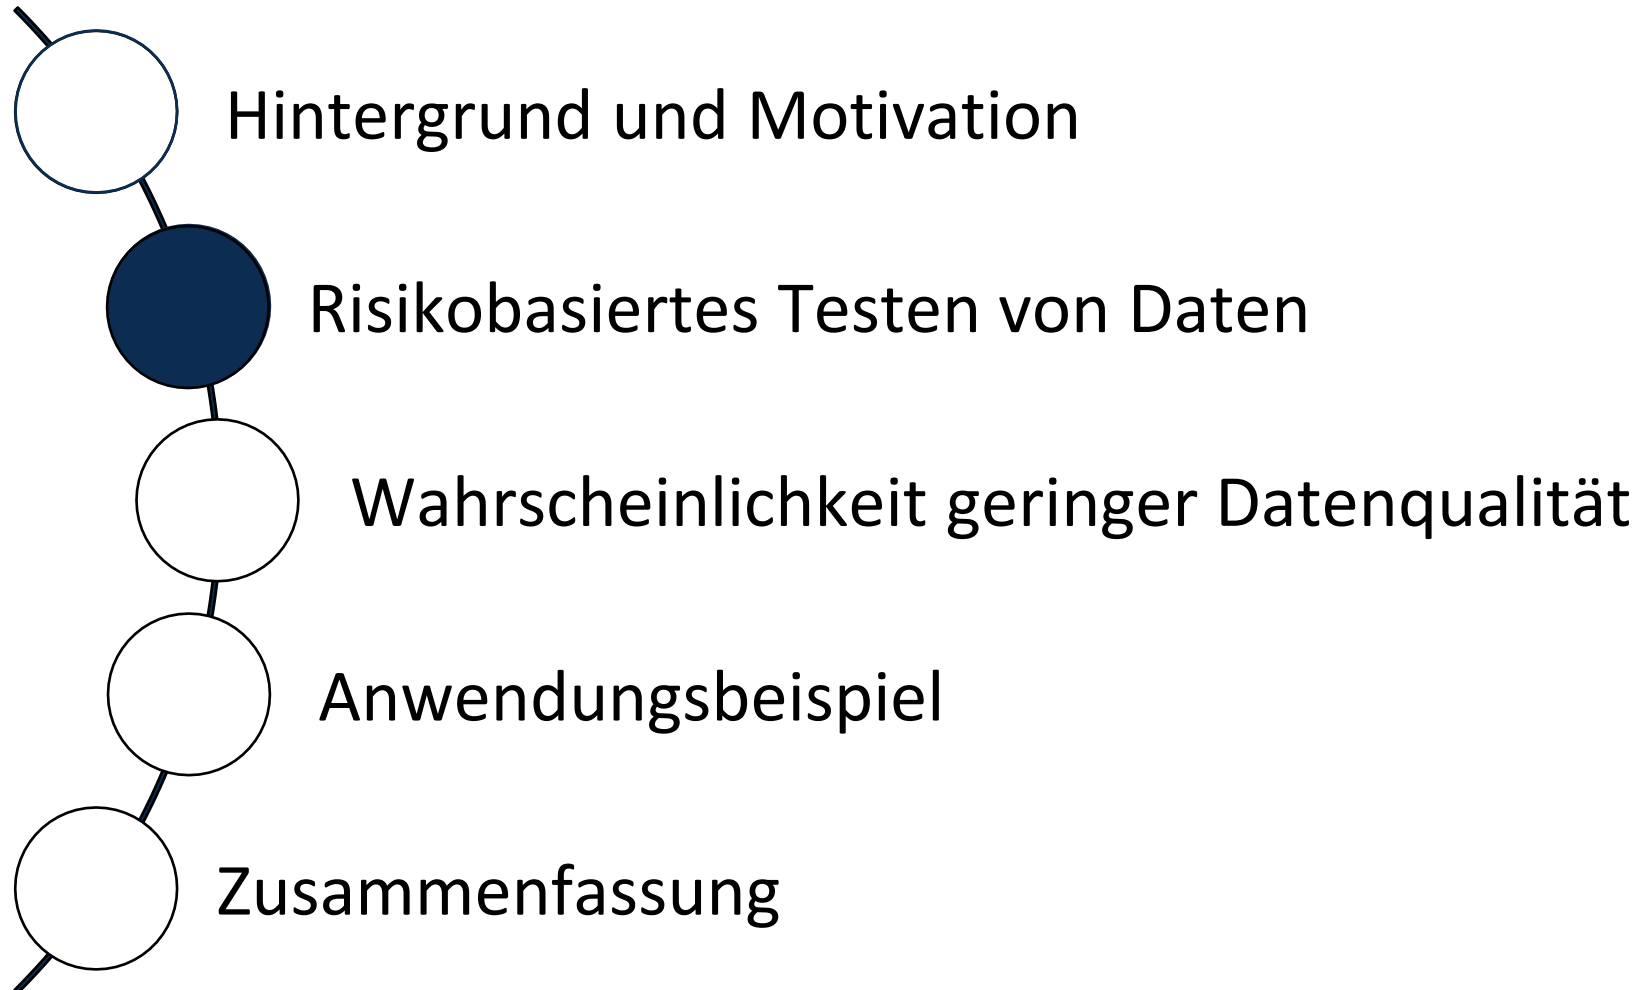 Hintergrund und Motivation
Risikobasiertes Testen von Daten
Wahrscheinlichkeit geringer Datenqualität
Anwendungsbeispiel
Zusammenfassung